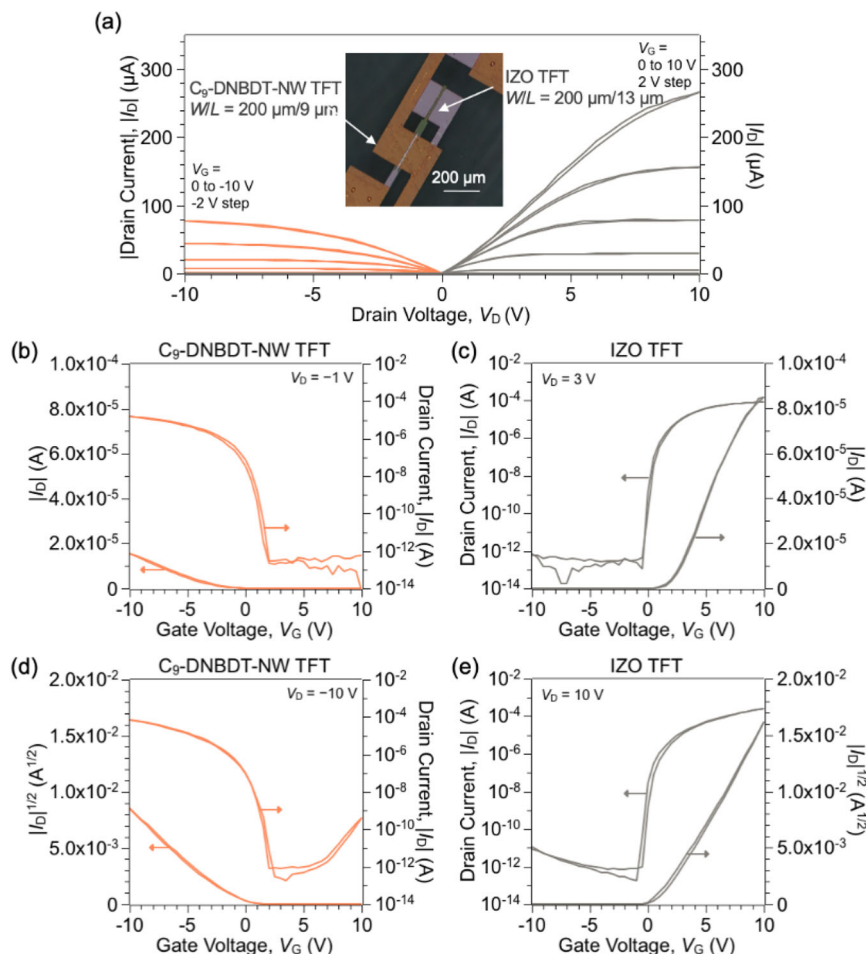 (a)
|Drain Current|, |I_D| (µA)
300
200
100
0
C₉-DNBDT-NW TFT
W/L = 200 µm/9 µm
IZO TFT
W/L = 200 µm/13 µm
200 µm
V_G =
0 to -10 V
-2 V step
V_G =
0 to 10 V
2 V step
300
200
100
0
|I_D| (µA)
-10 -5 0 5 10
Drain Voltage, V_D (V)
(b)
C₉-DNBDT-NW TFT
V_D = −1 V
|I_D| (A)
1.0x10⁻⁴
8.0x10⁻⁵
6.0x10⁻⁵
4.0x10⁻⁵
2.0x10⁻⁵
0
10⁻²
10⁻⁴
10⁻⁶
10⁻⁸
10⁻¹⁰
10⁻¹²
10⁻¹⁴
Drain Current, |I_D| (A)
-10 -5 0 5 10
Gate Voltage, V_G (V)
(c)
IZO TFT
V_D = 3 V
Drain Current, |I_D| (A)
10⁻²
10⁻⁴
10⁻⁶
10⁻⁸
10⁻¹⁰
10⁻¹²
10⁻¹⁴
1.0x10⁻⁴
8.0x10⁻⁵
6.0x10⁻⁵
4.0x10⁻⁵
2.0x10⁻⁵
0
|I_D| (A)
-10 -5 0 5 10
Gate Voltage, V_G (V)
(d)
C₉-DNBDT-NW TFT
V_D = −10 V
|I_D|^1/2 (A^1/2)
2.0x10⁻²
1.5x10⁻²
1.0x10⁻²
5.0x10⁻³
0
10⁻²
10⁻⁴
10⁻⁶
10⁻⁸
10⁻¹⁰
10⁻¹²
10⁻¹⁴
Drain Current, |I_D| (A)
-10 -5 0 5 10
Gate Voltage, V_G (V)
(e)
IZO TFT
V_D = 10 V
Drain Current, |I_D| (A)
10⁻²
10⁻⁴
10⁻⁶
10⁻⁸
10⁻¹⁰
10⁻¹²
10⁻¹⁴
2.0x10⁻²
1.5x10⁻²
1.0x10⁻²
5.0x10⁻³
0
|I_D|^1/2 (A^1/2)
-10 -5 0 5 10
Gate Voltage, V_G (V)